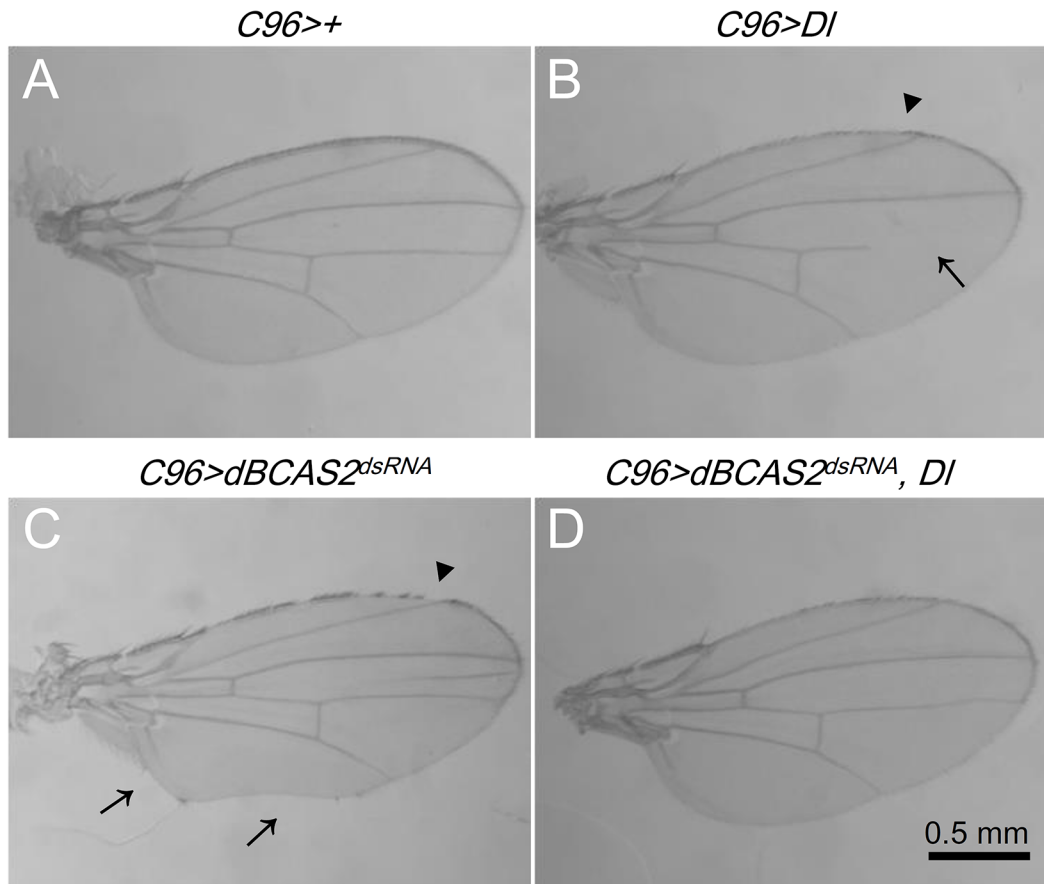 C96>+
C96>Dl
A
B
C96>dBCAS2dsRNA
C96>dBCAS2dsRNA, Dl
C
D
0.5 mm